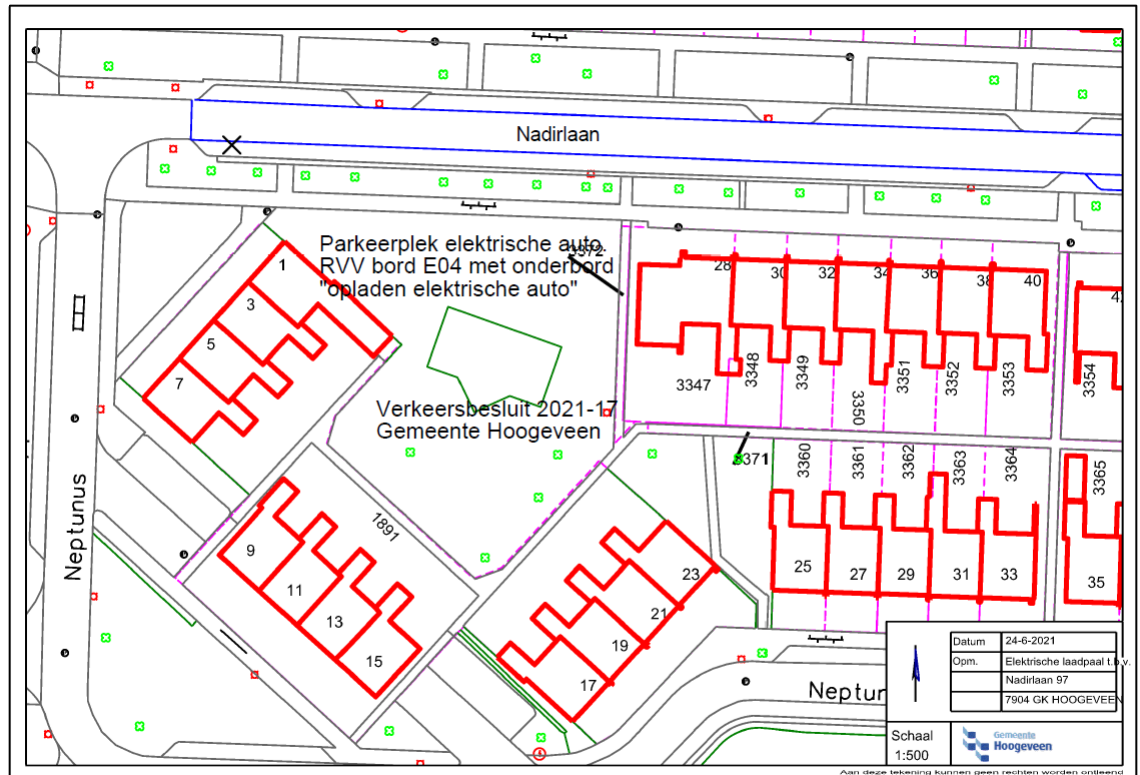 Nadirlaan
Parkeerplek elektrische auto.
RVV bord E04 met onderbord
"opladen elektrische auto"
3372
1
3
5
7
28
30
32
34
36
38
40
3347
3348
3349
3350
3351
3352
3353
3354
Verkeersbesluit 2021-17
Gemeente Hoogeveen
3371
3360
3361
3362
3363
3364
3365
1891
Neptunus
9
11
13
15
17
19
21
23
25
27
29
31
33
35
Datum 24-6-2021
Opm. Elektrische laadpaal t.b.v.
Nadirlaan 97
7904 GK HOOGEVEEN
Schaal
1:500
Gemeente
Hoogeveen
Aan deze tekening kunnen geen rechten worden ontleend